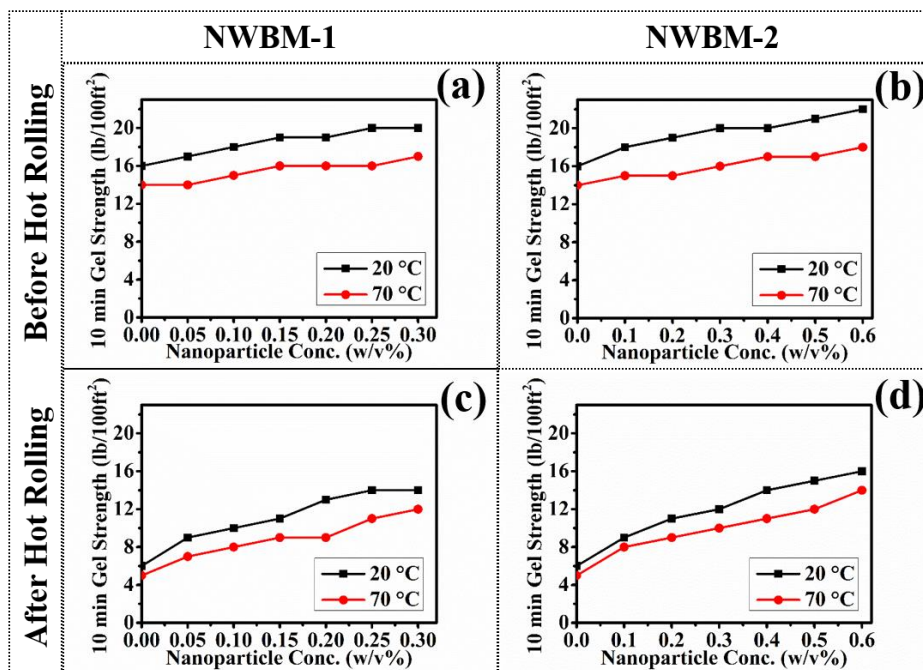 NWBM-1
NWBM-2
Before Hot Rolling
(a)
10 min Gel Strength (lb/100ft²)
20
16
12
8
4
0
20 °C
70 °C
0.00 0.05 0.10 0.15 0.20 0.25 0.30
Nanoparticle Conc. (w/v%)
(b)
10 min Gel Strength (lb/100ft²)
20
16
12
8
4
0
20 °C
70 °C
0.0 0.1 0.2 0.3 0.4 0.5 0.6
Nanoparticle Conc. (w/v%)
After Hot Rolling
(c)
10 min Gel Strength (lb/100ft²)
20
16
12
8
4
0
20 °C
70 °C
0.00 0.05 0.10 0.15 0.20 0.25 0.30
Nanoparticle Conc. (w/v%)
(d)
10 min Gel Strength (lb/100ft²)
20
16
12
8
4
0
20 °C
70 °C
0.0 0.1 0.2 0.3 0.4 0.5 0.6
Nanoparticle Conc. (w/v%)